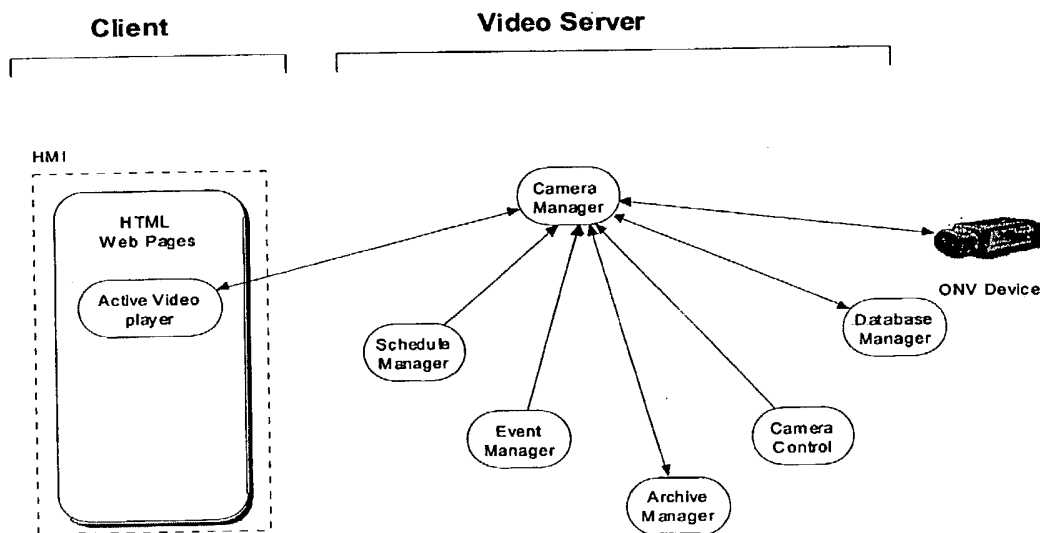 Client
Video Server
HMI
HTML
Web Pages
Active Video
player
Camera
Manager
ONV Device
Schedule
Manager
Database
Manager
Event
Manager
Camera
Control
Archive
Manager